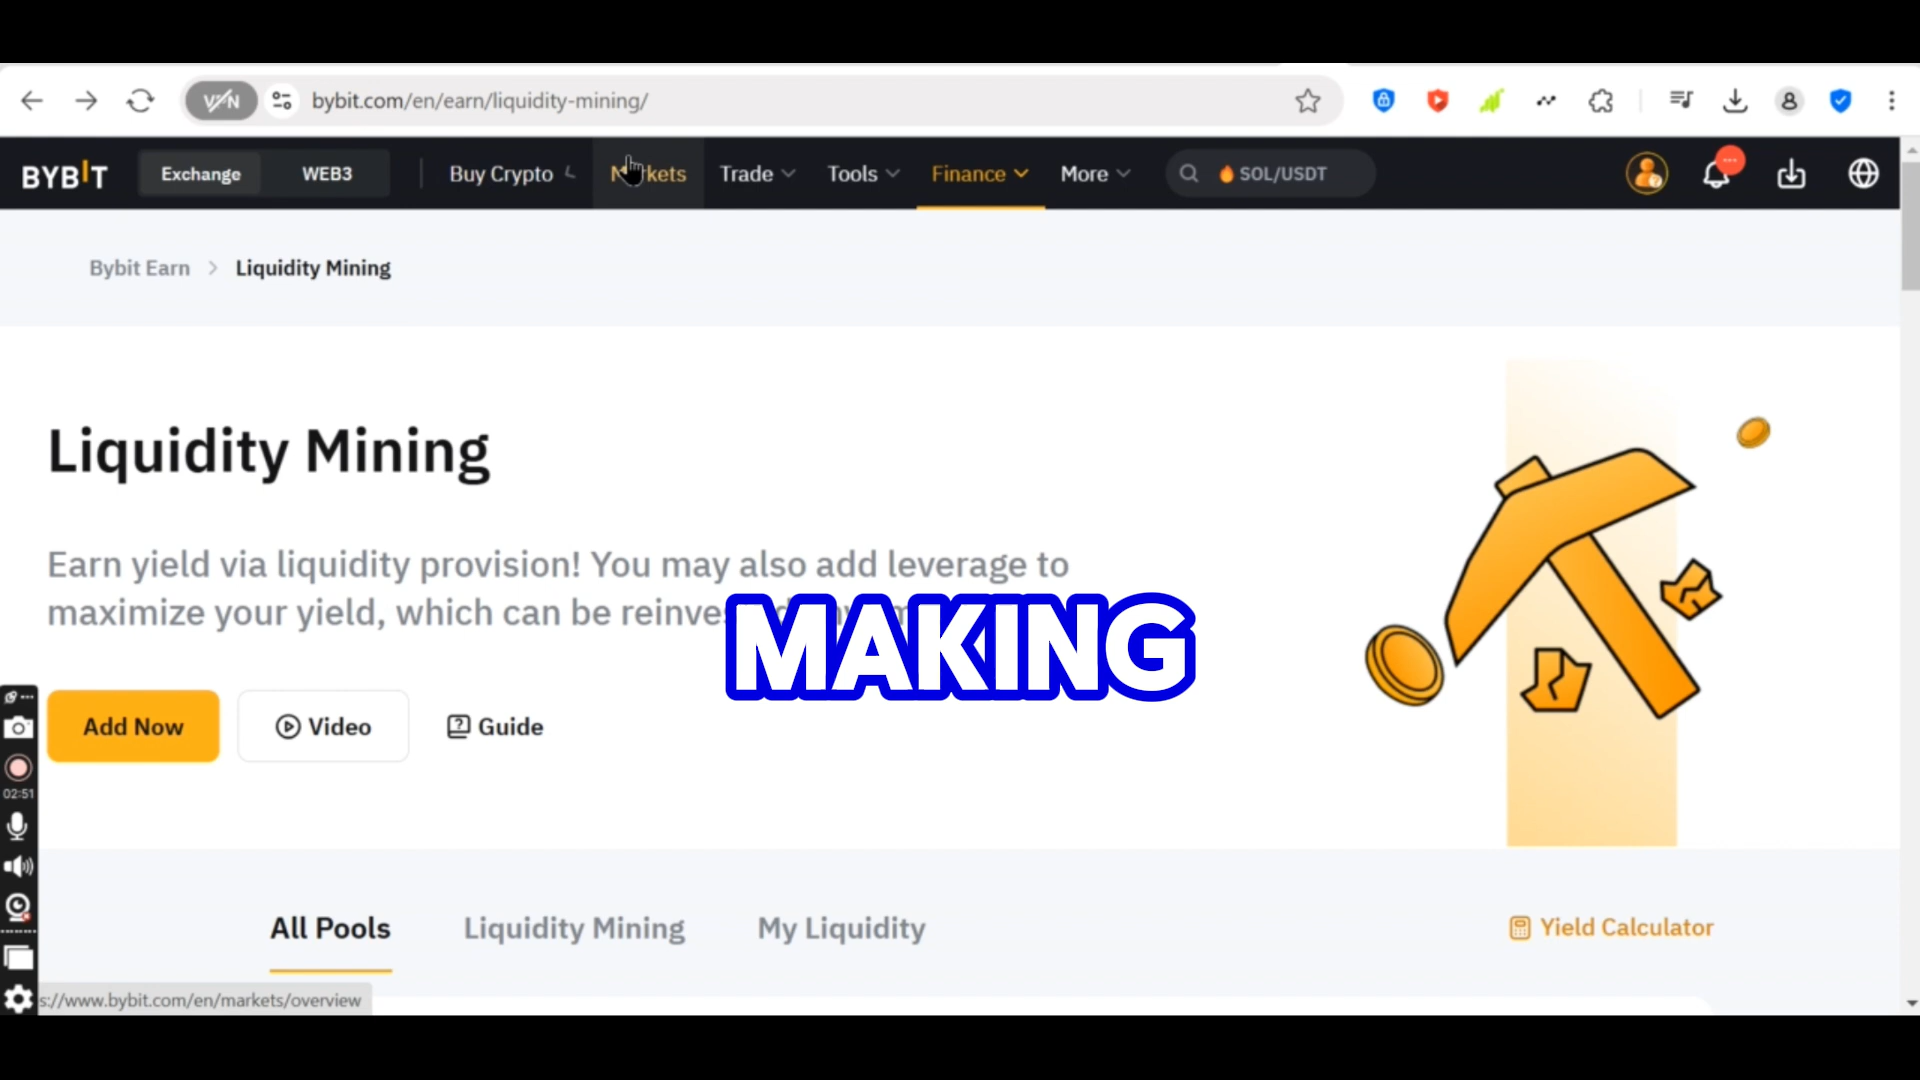 VPN
bybit.com/en/earn/liquidity-mining/
BYBIT
Exchange
WEB3
Buy Crypto
Markets
Trade
Tools
Finance
More
SOL/USDT
Bybit Earn > Liquidity Mining
Liquidity Mining
Earn yield via liquidity provision! You may also add leverage to
maximize your yield, which can be
MAKING
Add Now
Video
Guide
02:51
All Pools
Liquidity Mining
My Liquidity
Yield Calculator
s://www.bybit.com/en/markets/overview